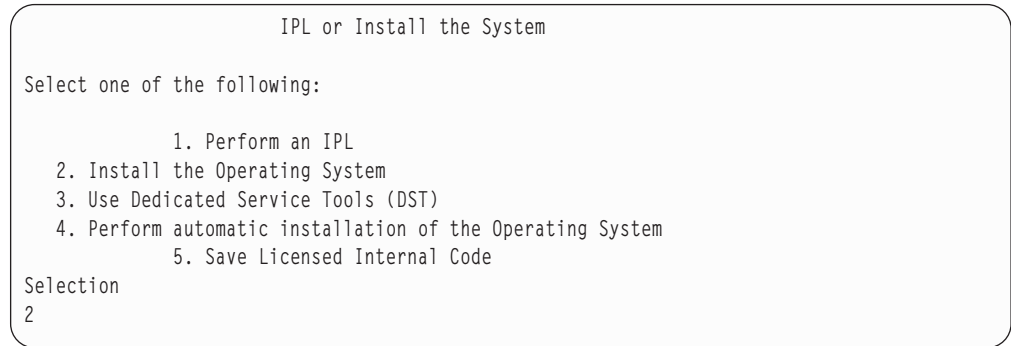 IPL or Install the System
Select one of the following:
1. Perform an IPL
2. Install the Operating System
3. Use Dedicated Service Tools (DST)
4. Perform automatic installation of the Operating System
5. Save Licensed Internal Code
Selection
2